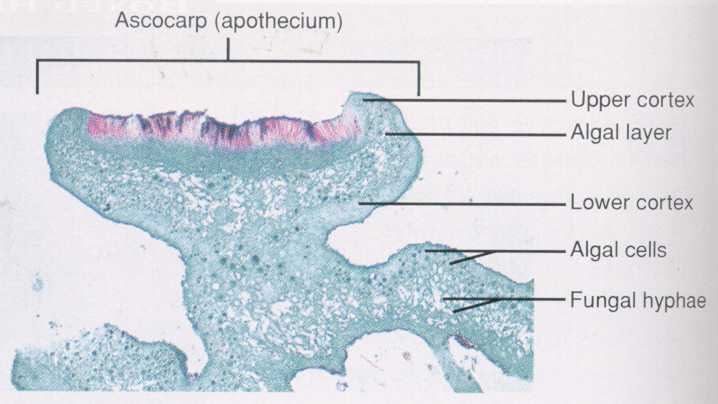 Ascocarp (apothecium)
Upper cortex
Algal layer
Lower cortex
Algal cells
Fungal hyphae